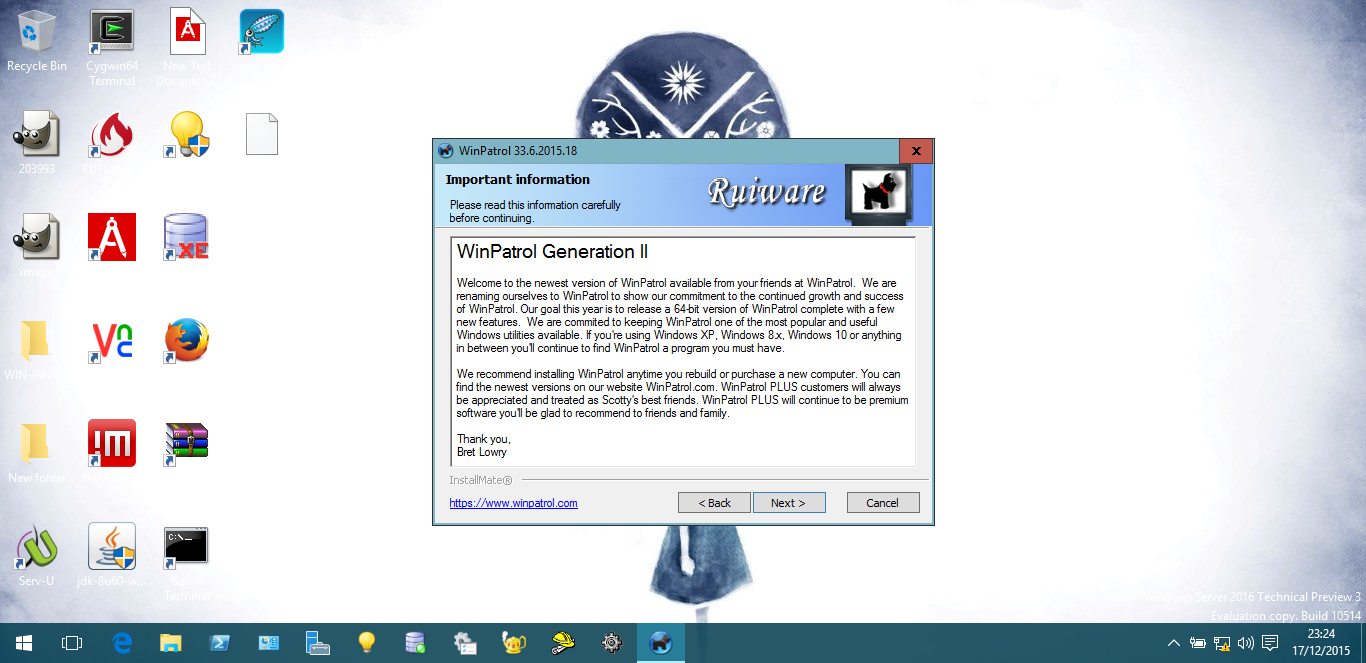 Recycle Bin
Cygwin64
Terminal
New Text
Documen...
203993
images
WIN-iRNT
New folder
Serv-U
jdk-8u60-w...
Squid
Terminal
XE
C:\_
WinPatrol 33.6.2015.18
x
Important information
Please read this information carefully
before continuing.
Ruiware
WinPatrol Generation II
Welcome to the newest version of WinPatrol available from your friends at WinPatrol.  We are
renaming ourselves to WinPatrol to show our commitment to the continued growth and success
of WinPatrol. Our goal this year is to release a 64-bit version of WinPatrol complete with a few
new features.  We are commited to keeping WinPatrol one of the most popular and useful
Windows utilities available. If you're using Windows XP, Windows 8.x, Windows 10 or anything
in between you'll continue to find WinPatrol a program you must have.
We recommend installing WinPatrol anytime you rebuild or purchase a new computer. You can
find the newest versions on our website WinPatrol.com. WinPatrol PLUS customers will always
be appreciated and treated as Scotty's best friends. WinPatrol PLUS will continue to be premium
software you'll be glad to recommend to friends and family.
Thank you,
Bret Lowry
InstallMate®
https://www.winpatrol.com
< Back
Next >
Cancel
Windows Server 2016 Technical Preview 3
Evaluation copy. Build 10514
23:24
17/12/2015